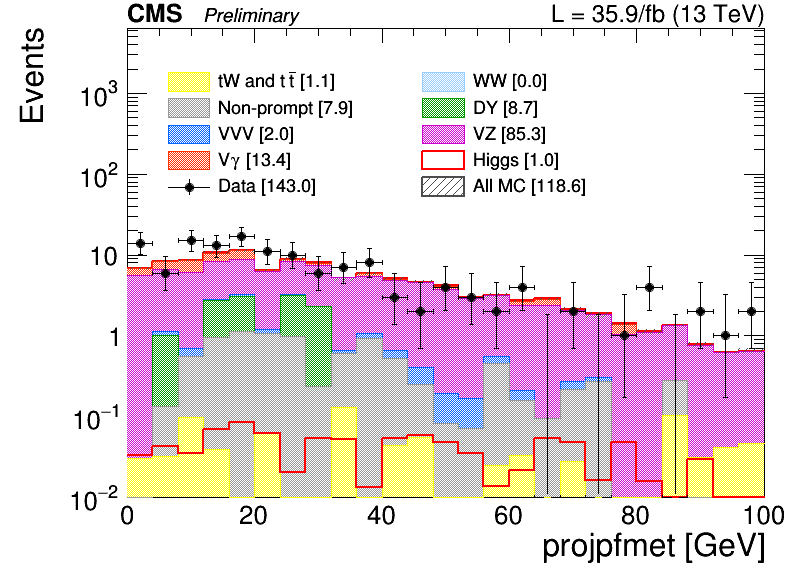 CMS Preliminary L = 35.9/fb (13 TeV)
Events
tW and t t̅ [1.1] WW [0.0]
Non-prompt [7.9] DY [8.7]
VVV [2.0] VZ [85.3]
Vγ [13.4] Higgs [1.0]
Data [143.0] All MC [118.6]
10³
10²
10
1
10⁻¹
10⁻²
0 20 40 60 80 100
projpfmet [GeV]